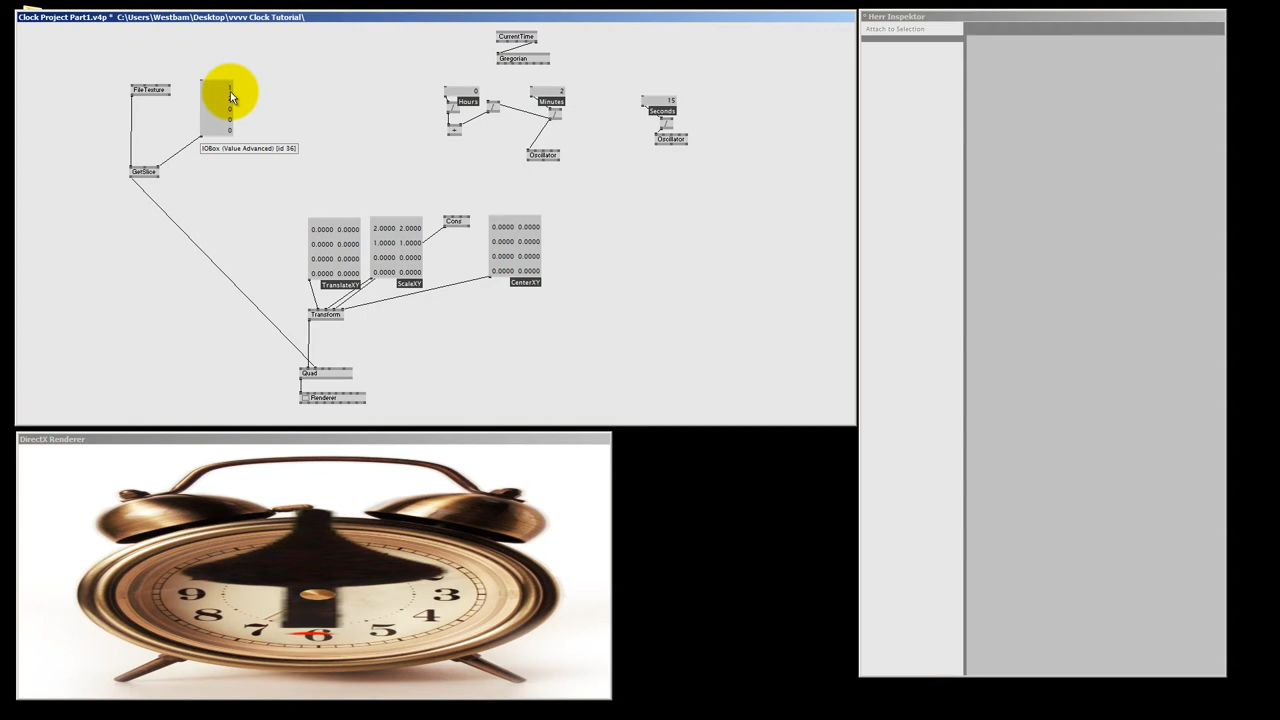 Clock Project Part1.v4p * C:\Users\Westbam\Desktop\vvvv Clock Tutorial\
° Herr Inspektor
Attach to Selection
CurrentTime
Gregorian
FileTexture
1
0
0
0
IOBox (Value Advanced) [id 36]
GetSlice
0
Hours
/
/
+
2
Minutes
/
Oscillator
15
Seconds
/
Oscillator
0.0000 0.0000
0.0000 0.0000
0.0000 0.0000
0.0000 0.0000
TranslateXY
2.0000 2.0000
1.0000 1.0000
0.0000 0.0000
0.0000 0.0000
ScaleXY
Cons
0.0000 0.0000
0.0000 0.0000
0.0000 0.0000
0.0000 0.0000
CenterXY
Transform
Quad
Renderer
DirectX Renderer
9
3
8
4
7
6
5